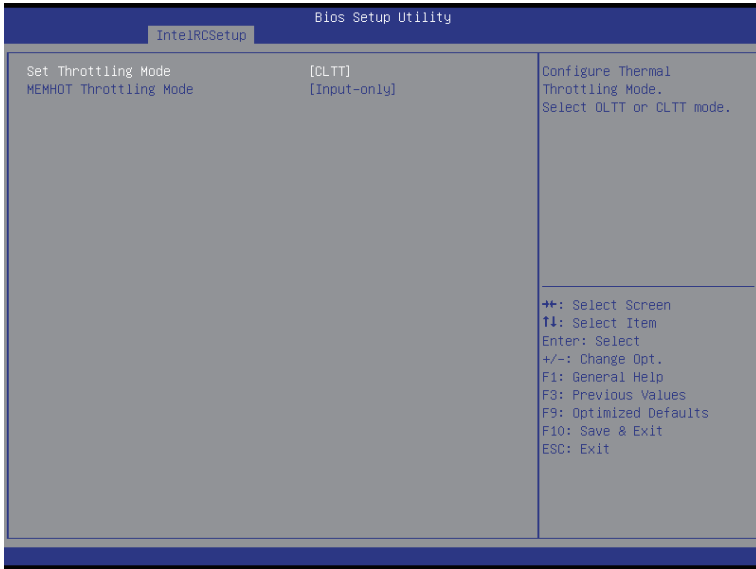 Bios Setup Utility
IntelRCSetup
Set Throttling Mode [CLTT]
MEMHOT Throttling Mode [Input-only]
Configure Thermal
Throttling Mode.
Select OLTT or CLTT mode.
→←: Select Screen
↑↓: Select Item
Enter: Select
+/-: Change Opt.
F1: General Help
F3: Previous Values
F9: Optimized Defaults
F10: Save & Exit
ESC: Exit